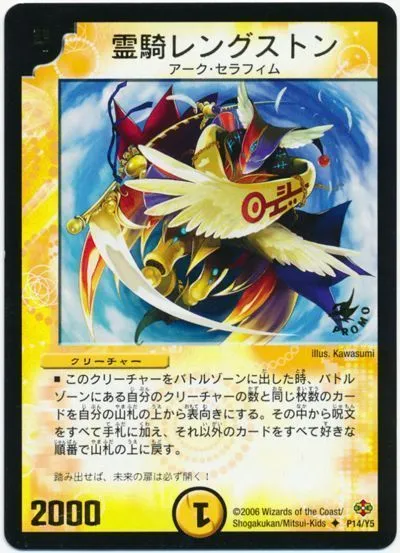 霊騎レングストン
アーク・セラフィム
PROMO
Illus. Kawasumi
クリーチャー
■ このクリーチャーをバトルゾーンに出した時、バトル
ゾーンにある自分のクリーチャーの数と同じ枚数のカー
ドを自分の山札の上から表向きにする。その中から呪文
をすべて手札に加え、それ以外のカードをすべて好きな
順番で山札の上に戻す。
踏み出せば、未来の扉は必ず開く!
2000
1
©2006 Wizards of the Coast/
Shogakukan/Mitsui-Kids ♦ P14/Y5